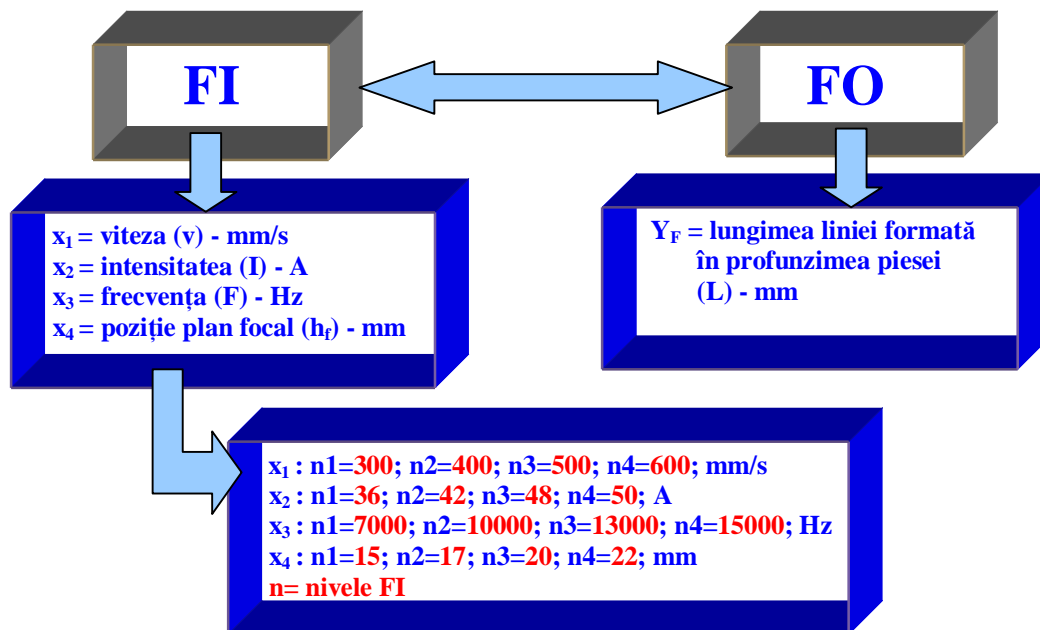 FI
FO
x₁ = viteza (v) - mm/s
x₂ = intensitatea (I) - A
x₃ = frecvența (F) - Hz
x₄ = poziție plan focal (h_f) - mm
Y_F = lungimea liniei formată
în profunzimea piesei
(L) - mm
x₁ : n1=300; n2=400; n3=500; n4=600; mm/s
x₂ : n1=36; n2=42; n3=48; n4=50; A
x₃ : n1=7000; n2=10000; n3=13000; n4=15000; Hz
x₄ : n1=15; n2=17; n3=20; n4=22; mm
n= nivele FI